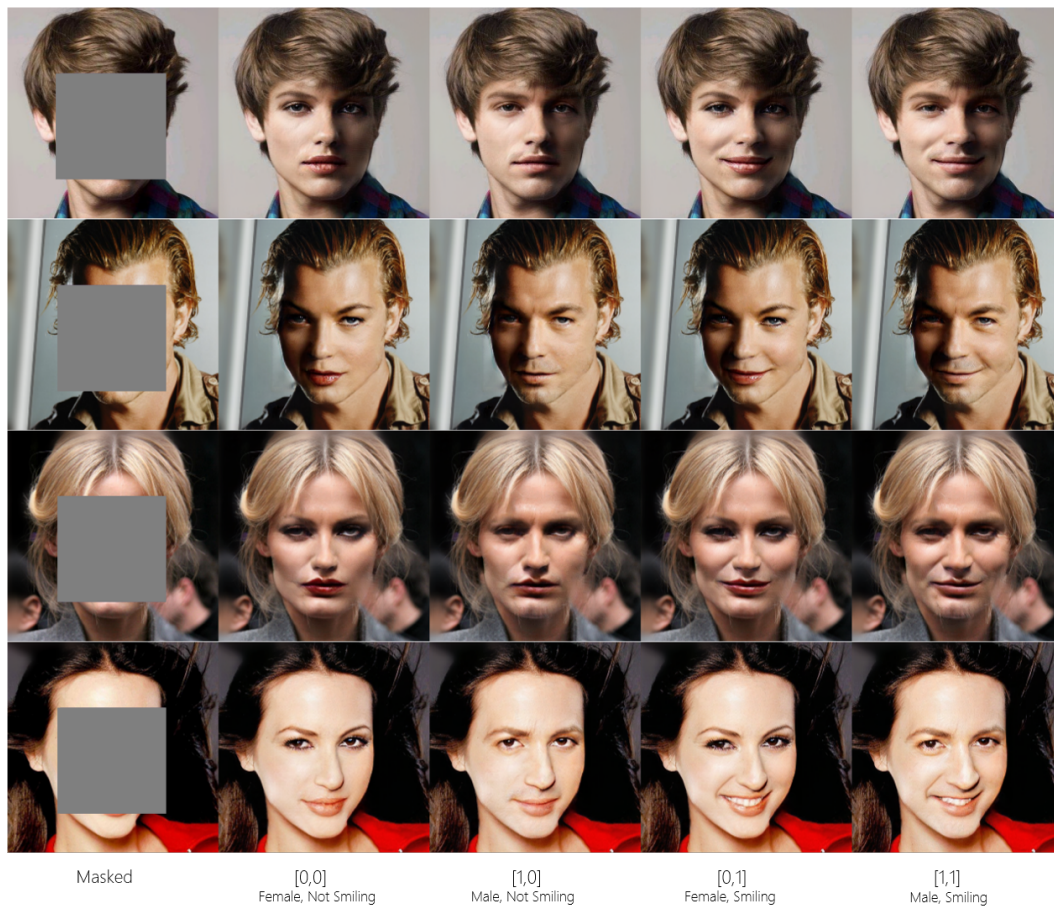 Masked
[0,0]
Female, Not Smiling
[1,0]
Male, Not Smiling
[0,1]
Female, Smiling
[1,1]
Male, Smiling